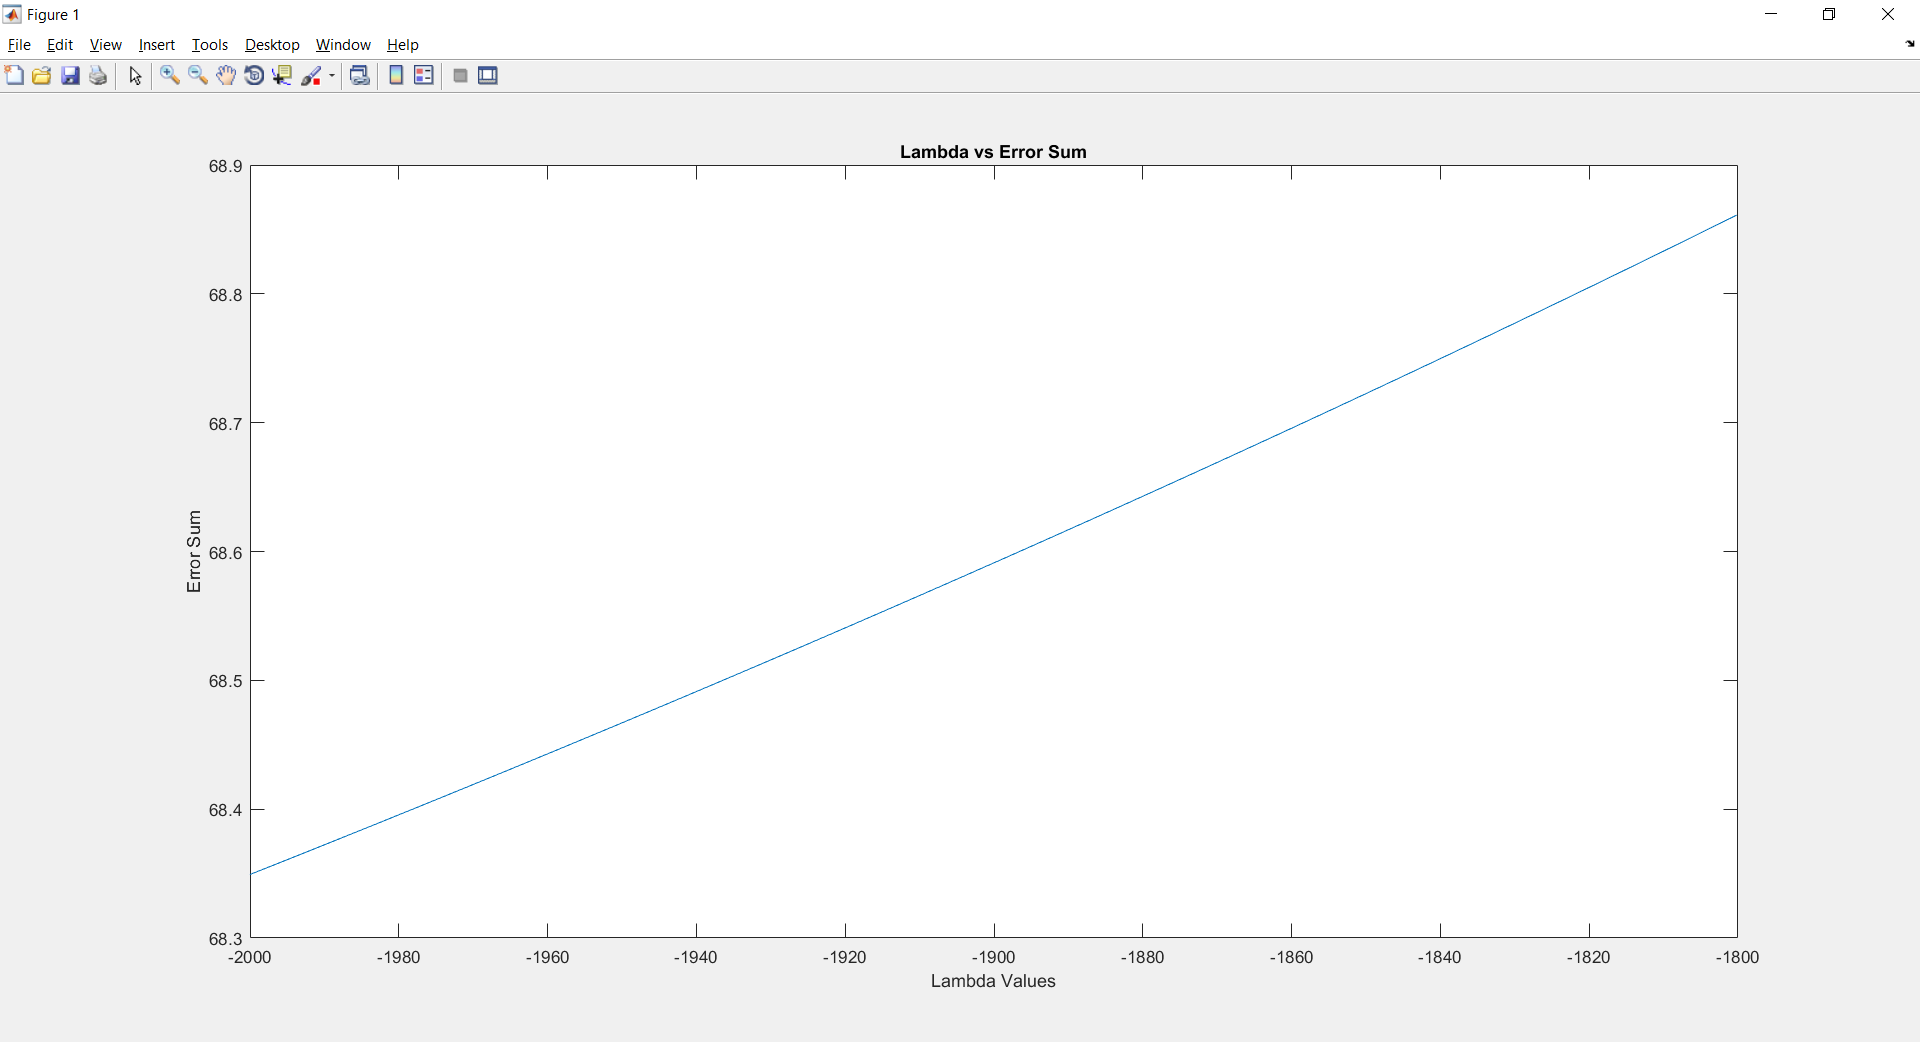 Figure 1
File Edit View Insert Tools Desktop Window Help
Lambda vs Error Sum
68.9
68.8
68.7
68.6
68.5
68.4
68.3
Error Sum
-2000 -1980 -1960 -1940 -1920 -1900 -1880 -1860 -1840 -1820 -1800
Lambda Values